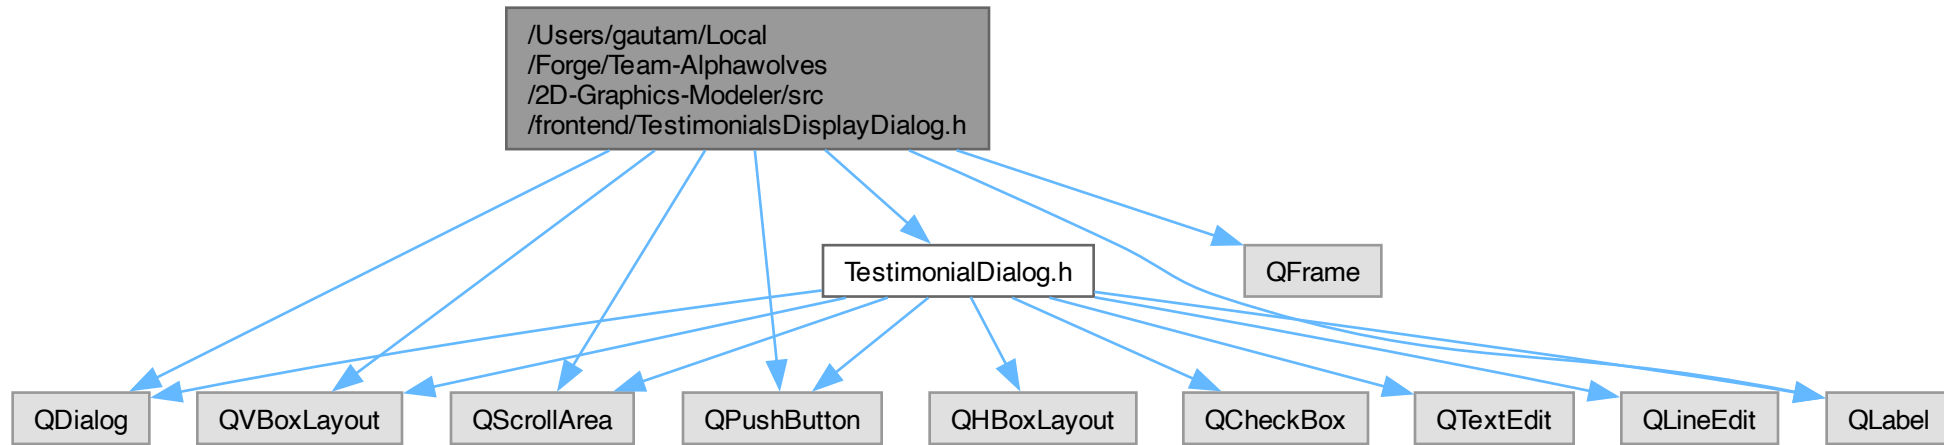 /Users/gautam/Local
/Forge/Team-Alphawolves
/2D-Graphics-Modeler/src
/frontend/TestimonialsDisplayDialog.h
TestimonialDialog.h
QFrame
QDialog
QVBoxLayout
QScrollArea
QPushButton
QHBoxLayout
QCheckBox
QTextEdit
QLineEdit
QLabel